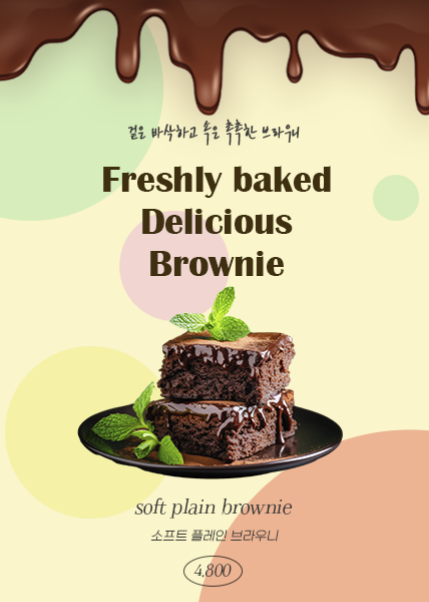 겉은 바삭하고 속은 촉촉한 브라우니
Freshly baked
Delicious
Brownie
soft plain brownie
소프트 플레인 브라우니
4,800